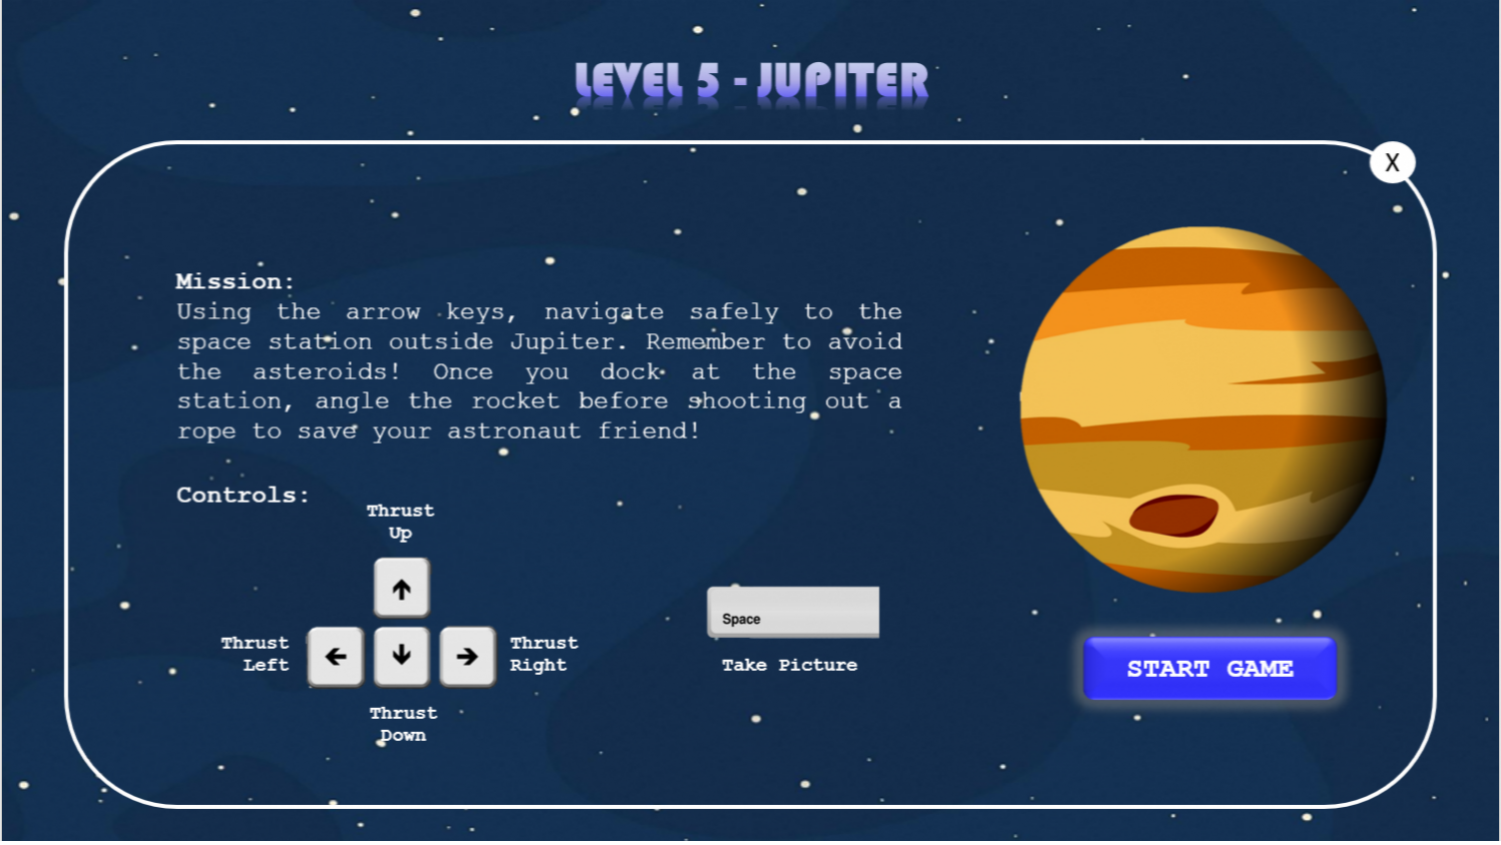 LEVEL 5 - JUPITER
X
Mission:
Using the arrow keys, navigate safely to the
space station outside Jupiter. Remember to avoid
the asteroids! Once you dock at the space
station, angle the rocket before shooting out a
rope to save your astronaut friend!
Controls:
Thrust
Up
Thrust
Left
Thrust
Right
Thrust
Down
Space
Take Picture
START GAME